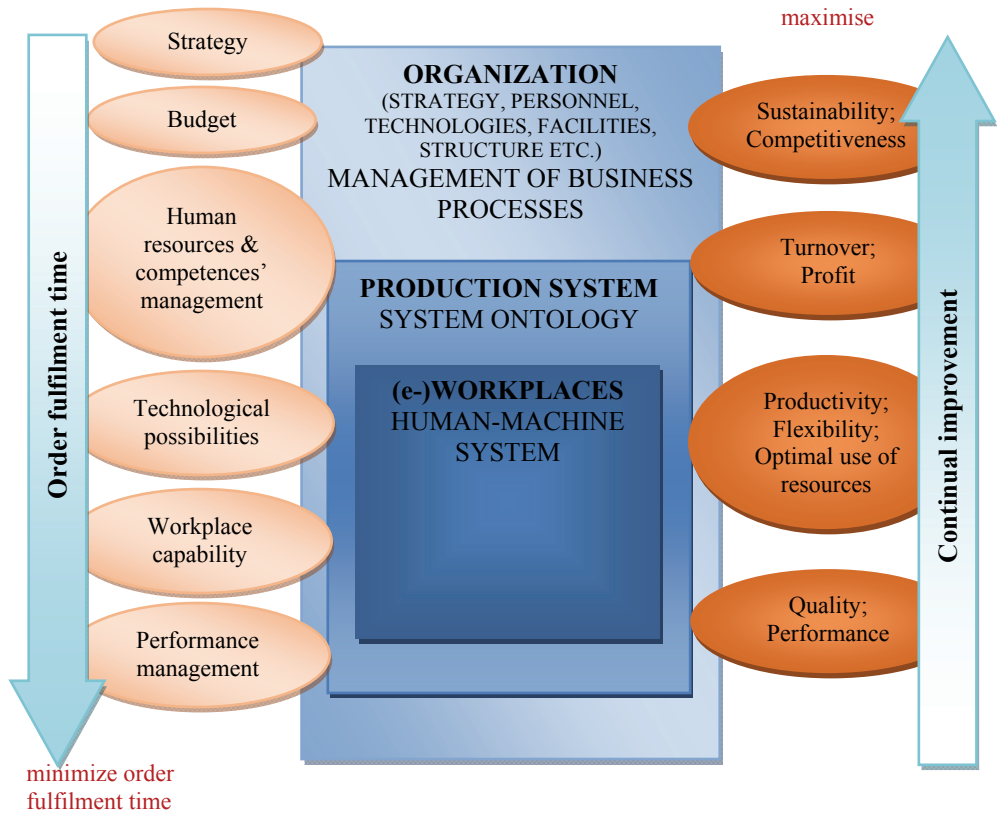 maximise
Strategy
Budget
Human
resources &
competences’
management
Technological
possibilities
Workplace
capability
Performance
management
Order fulfilment time
minimize order
fulfilment time
ORGANIZATION
(STRATEGY, PERSONNEL,
TECHNOLOGIES, FACILITIES,
STRUCTURE ETC.)
MANAGEMENT OF BUSINESS
PROCESSES
PRODUCTION SYSTEM
SYSTEM ONTOLOGY
(e-)WORKPLACES
HUMAN-MACHINE
SYSTEM
Sustainability;
Competitiveness
Turnover;
Profit
Productivity;
Flexibility;
Optimal use of
resources
Quality;
Performance
Continual improvement